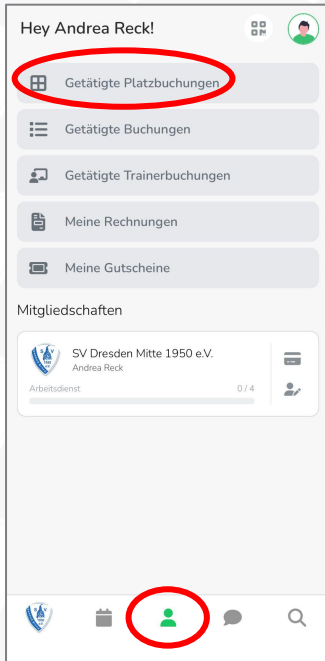 Hey Andrea Reck!
Getätigte Platzbuchungen
Getätigte Buchungen
Getätigte Trainerbuchungen
Meine Rechnungen
Meine Gutscheine
Mitgliedschaften
SV Dresden Mitte 1950 e.V.
Andrea Reck
Arbeitsdienst 0 / 4